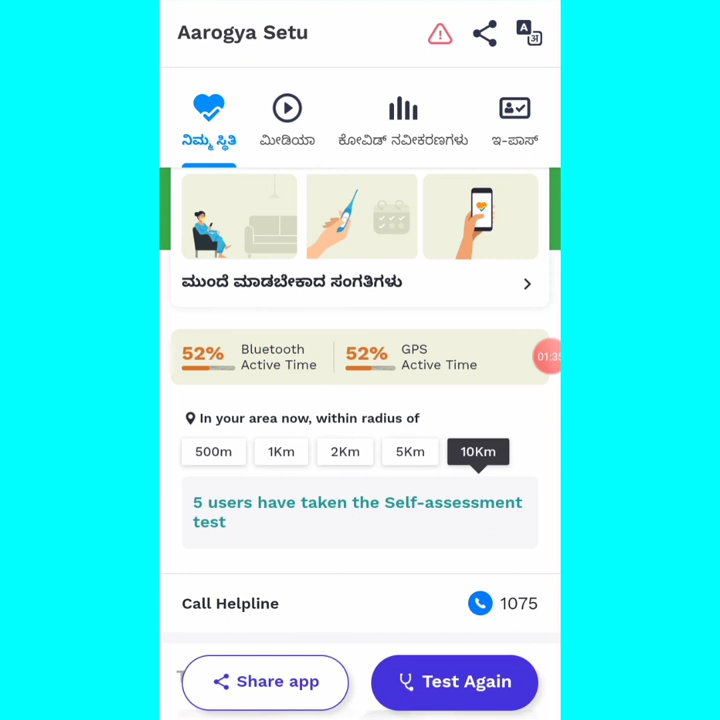 Aarogya Setu
ನಿಮ್ಮ ಸ್ಥಿತಿ
ಮೀಡಿಯಾ
ಕೋವಿಡ್ ನವೀಕರಣಗಳು
ಇ-ಪಾಸ್
ಮುಂದೆ ಮಾಡಬೇಕಾದ ಸಂಗತಿಗಳು
52% Bluetooth Active Time
52% GPS Active Time
In your area now, within radius of
500m 1Km 2Km 5Km 10Km
5 users have taken the Self-assessment
test
Call Helpline 1075
Share app
Test Again